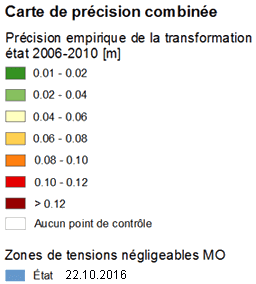 Carte de précision combinée
Précision empirique de la transformation
état 2006-2010 [m]
0.01 - 0.02
0.02 - 0.04
0.04 - 0.06
0.06 - 0.08
0.08 - 0.10
0.10 - 0.12
> 0.12
Aucun point de contrôle
Zones de tensions négligeables MO
État 22.10.2016